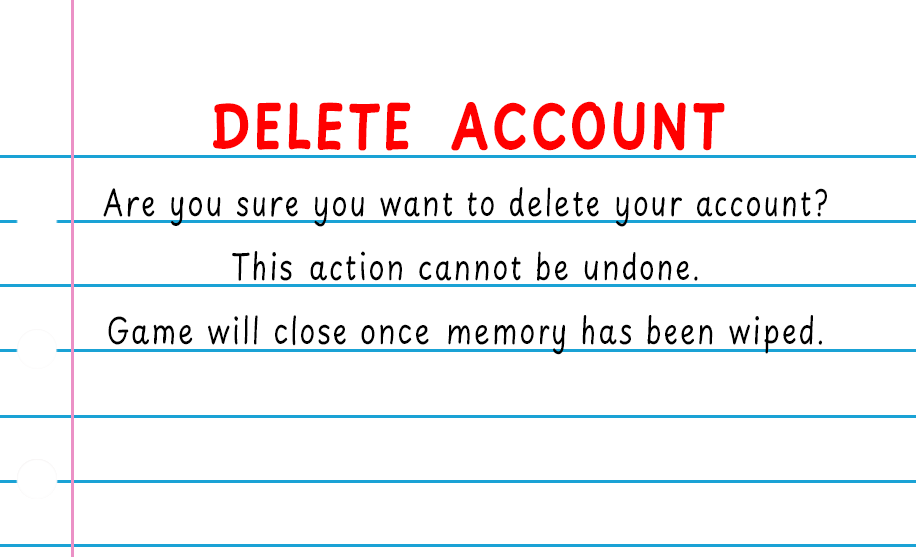 DELETE ACCOUNT
Are you sure you want to delete your account?
This action cannot be undone.
Game will close once memory has been wiped.